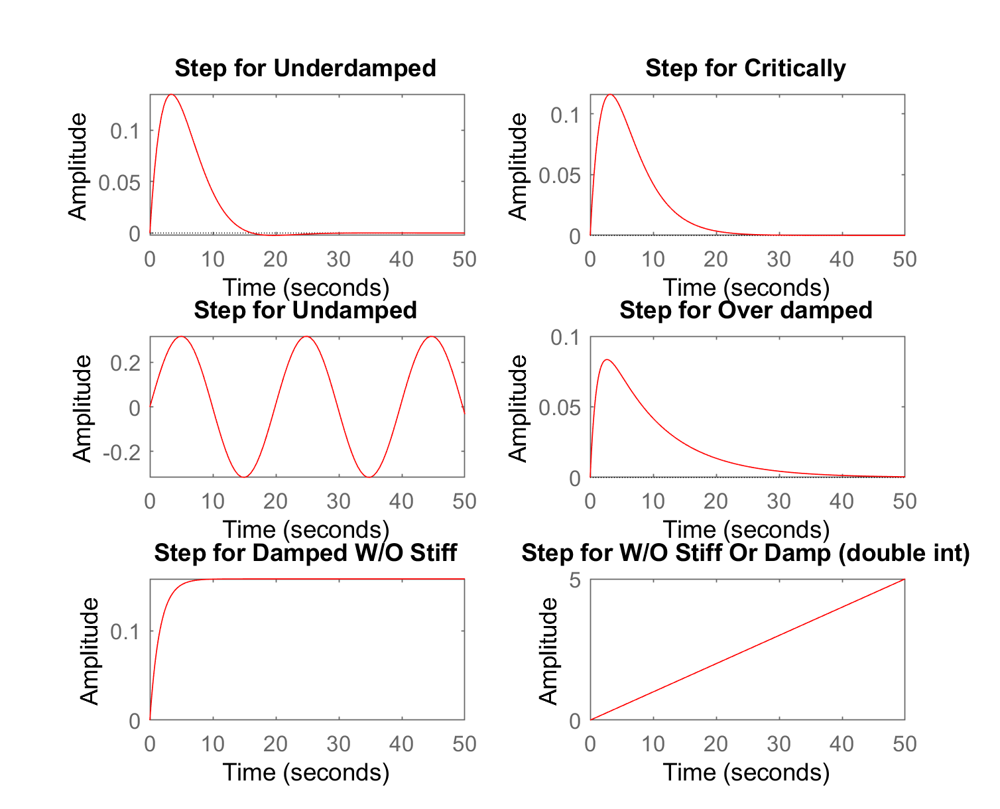 Step for Underdamped
Amplitude
0.1
0.05
0
0 10 20 30 40 50
Time (seconds)
Step for Critically
Amplitude
0.1
0.05
0
0 10 20 30 40 50
Time (seconds)
Step for Undamped
Amplitude
0.2
0
-0.2
0 10 20 30 40 50
Time (seconds)
Step for Over damped
Amplitude
0.1
0.05
0
0 10 20 30 40 50
Time (seconds)
Step for Damped W/O Stiff
Amplitude
0.1
0
0 10 20 30 40 50
Time (seconds)
Step for W/O Stiff Or Damp (double int)
Amplitude
5
0
0 10 20 30 40 50
Time (seconds)